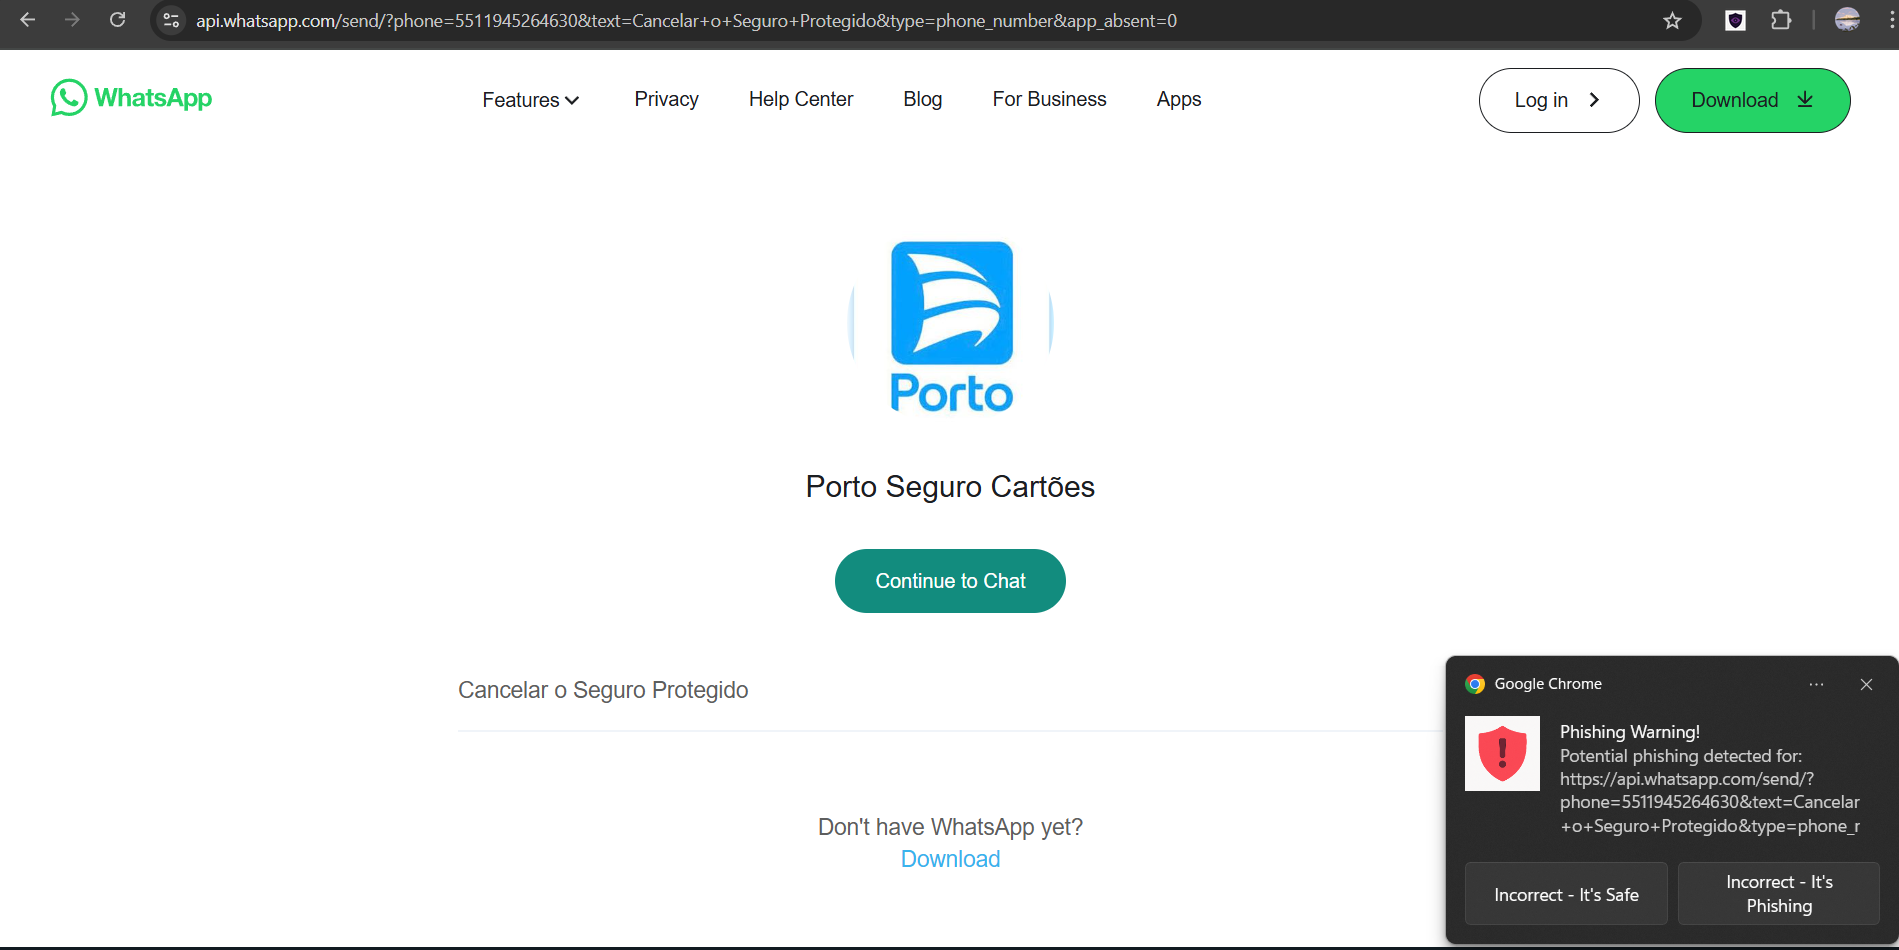 api.whatsapp.com/send/?phone=5511945264630&text=Cancelar+o+Seguro+Protegido&type=phone_number&app_absent=0
WhatsApp
Features
Privacy
Help Center
Blog
For Business
Apps
Log in
Download
Porto
Porto Seguro Cartões
Continue to Chat
Cancelar o Seguro Protegido
Don't have WhatsApp yet?
Download
Google Chrome
Phishing Warning!
Potential phishing detected for:
https://api.whatsapp.com/send/?
phone=5511945264630&text=Cancelar
+o+Seguro+Protegido&type=phone_r
Incorrect - It's Safe
Incorrect - It's
Phishing